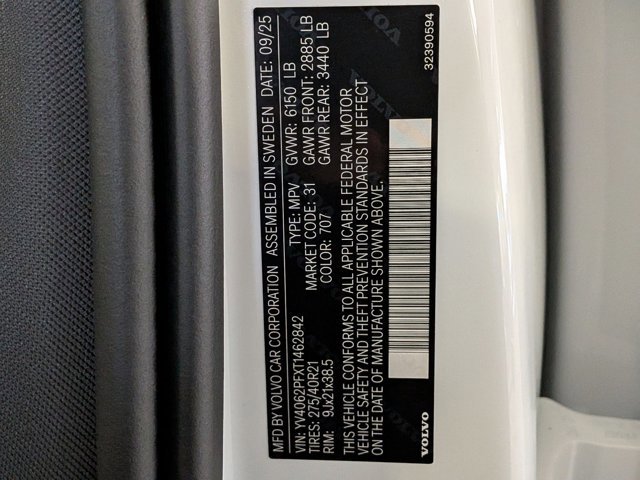 MFD BY VOLVO CAR CORPORATION ASSEMBLED IN SWEDEN DATE: 09/25
VIN: YV4062PFXT1462842 TYPE: MPV GVWR: 6150 LB
TIRES: 275/40R21 MARKET CODE: 31 GAWR FRONT: 2885 LB
RIM: 9Jx21x38.5 COLOR: 707 GAWR REAR: 3440 LB
THIS VEHICLE CONFORMS TO ALL APPLICABLE FEDERAL MOTOR
VEHICLE SAFETY AND THEFT PREVENTION STANDARDS IN EFFECT
ON THE DATE OF MANUFACTURE SHOWN ABOVE.
VOLVO 32390594